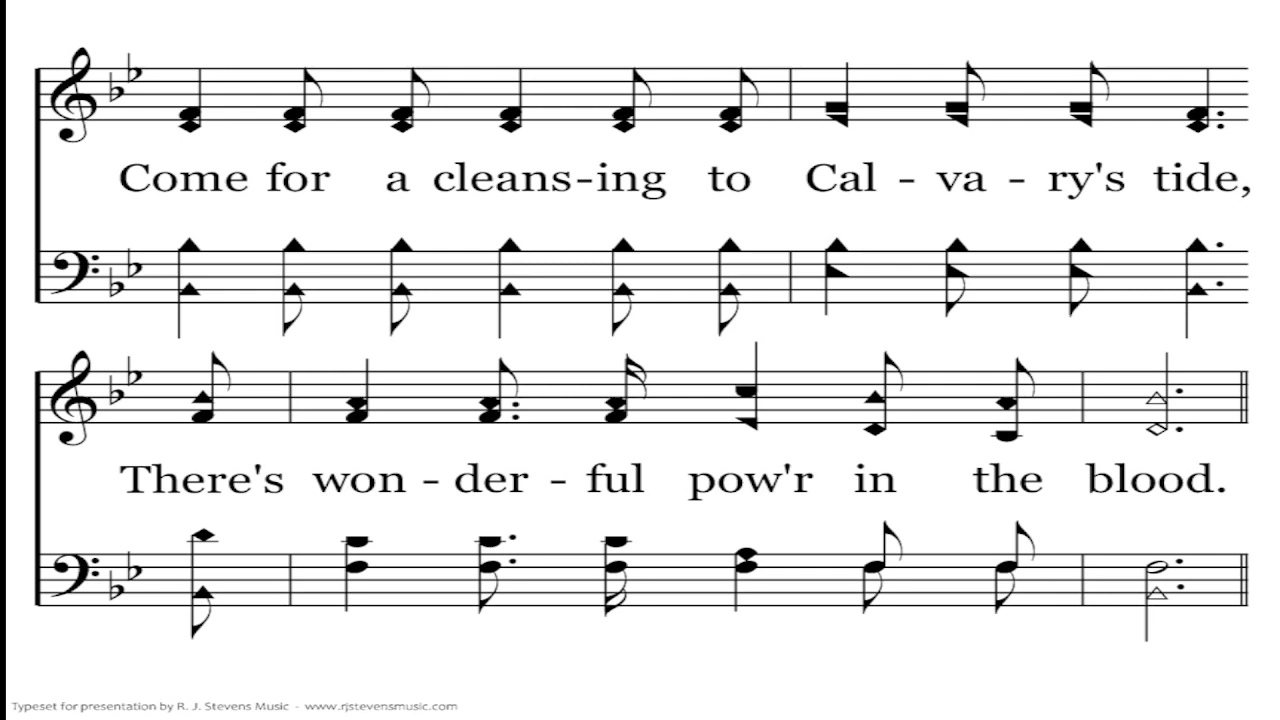 Come for a cleans-ing to Cal - va - ry's tide,
There's won - der - ful pow'r in the blood.
Typeset for presentation by R. J. Stevens Music - www.rjstevensmusic.com